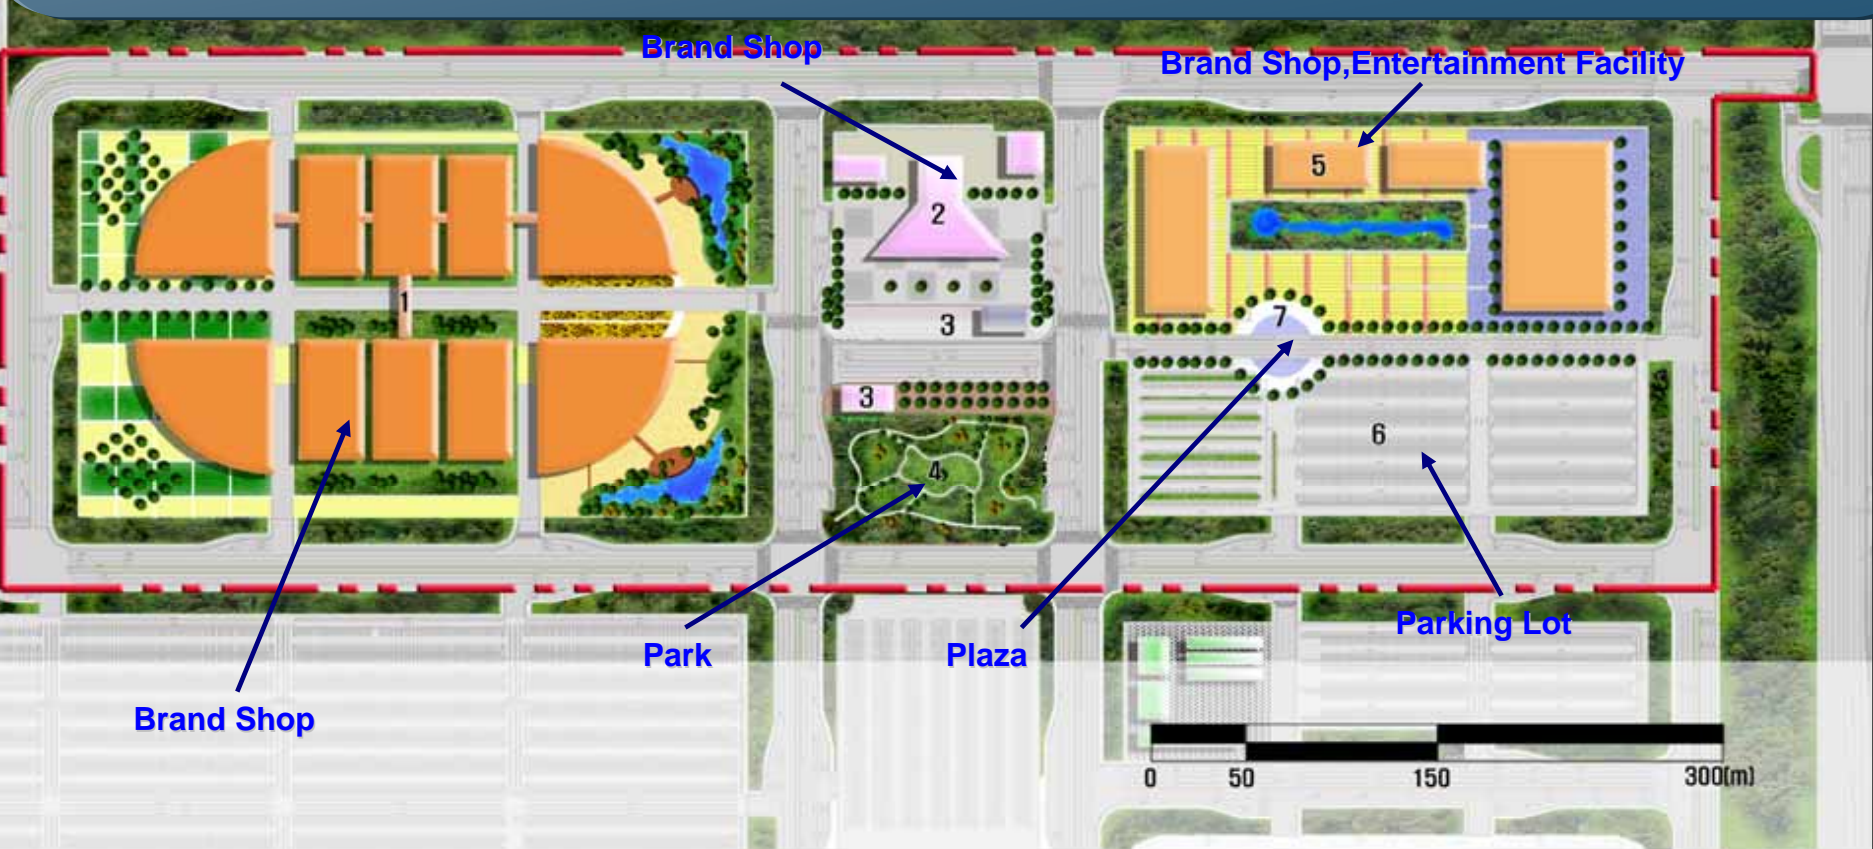 Brand Shop
Brand Shop,Entertainment Facility
5
2
1
7
3
3
6
4
Parking Lot
Park
Plaza
Brand Shop
0 50 150 300(m)